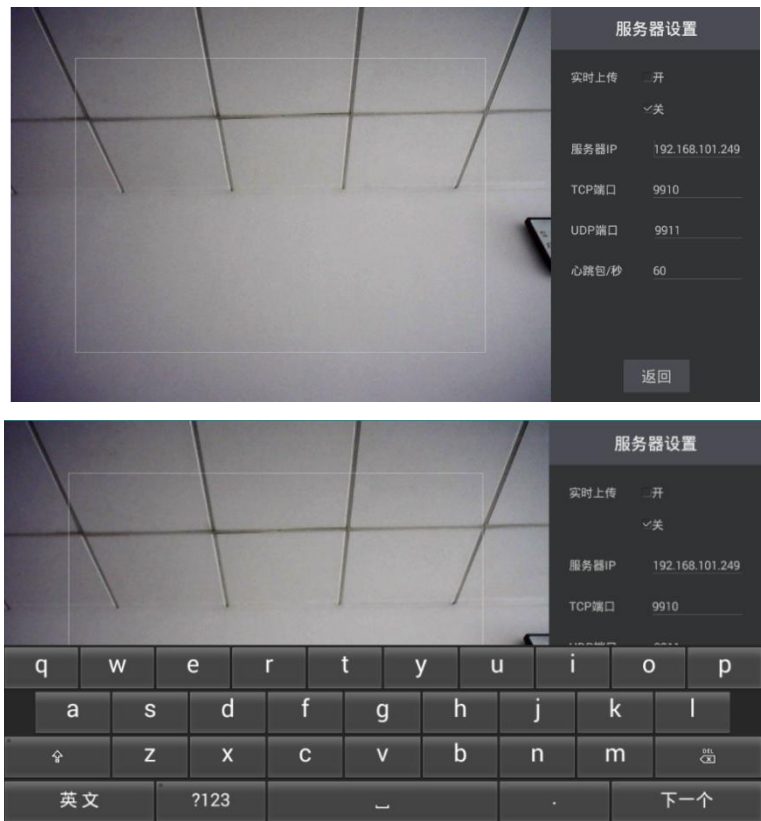 服务器设置
实时上传 开
关
服务器IP 192.168.101.249
TCP端口 9910
UDP端口 9911
心跳包/秒 60
返回
服务器设置
实时上传 开
关
服务器IP 192.168.101.249
TCP端口 9910
q w e r t y u i o p
a s d f g h j k l
z x c v b n m DEL
英文 ?123 . 下一个